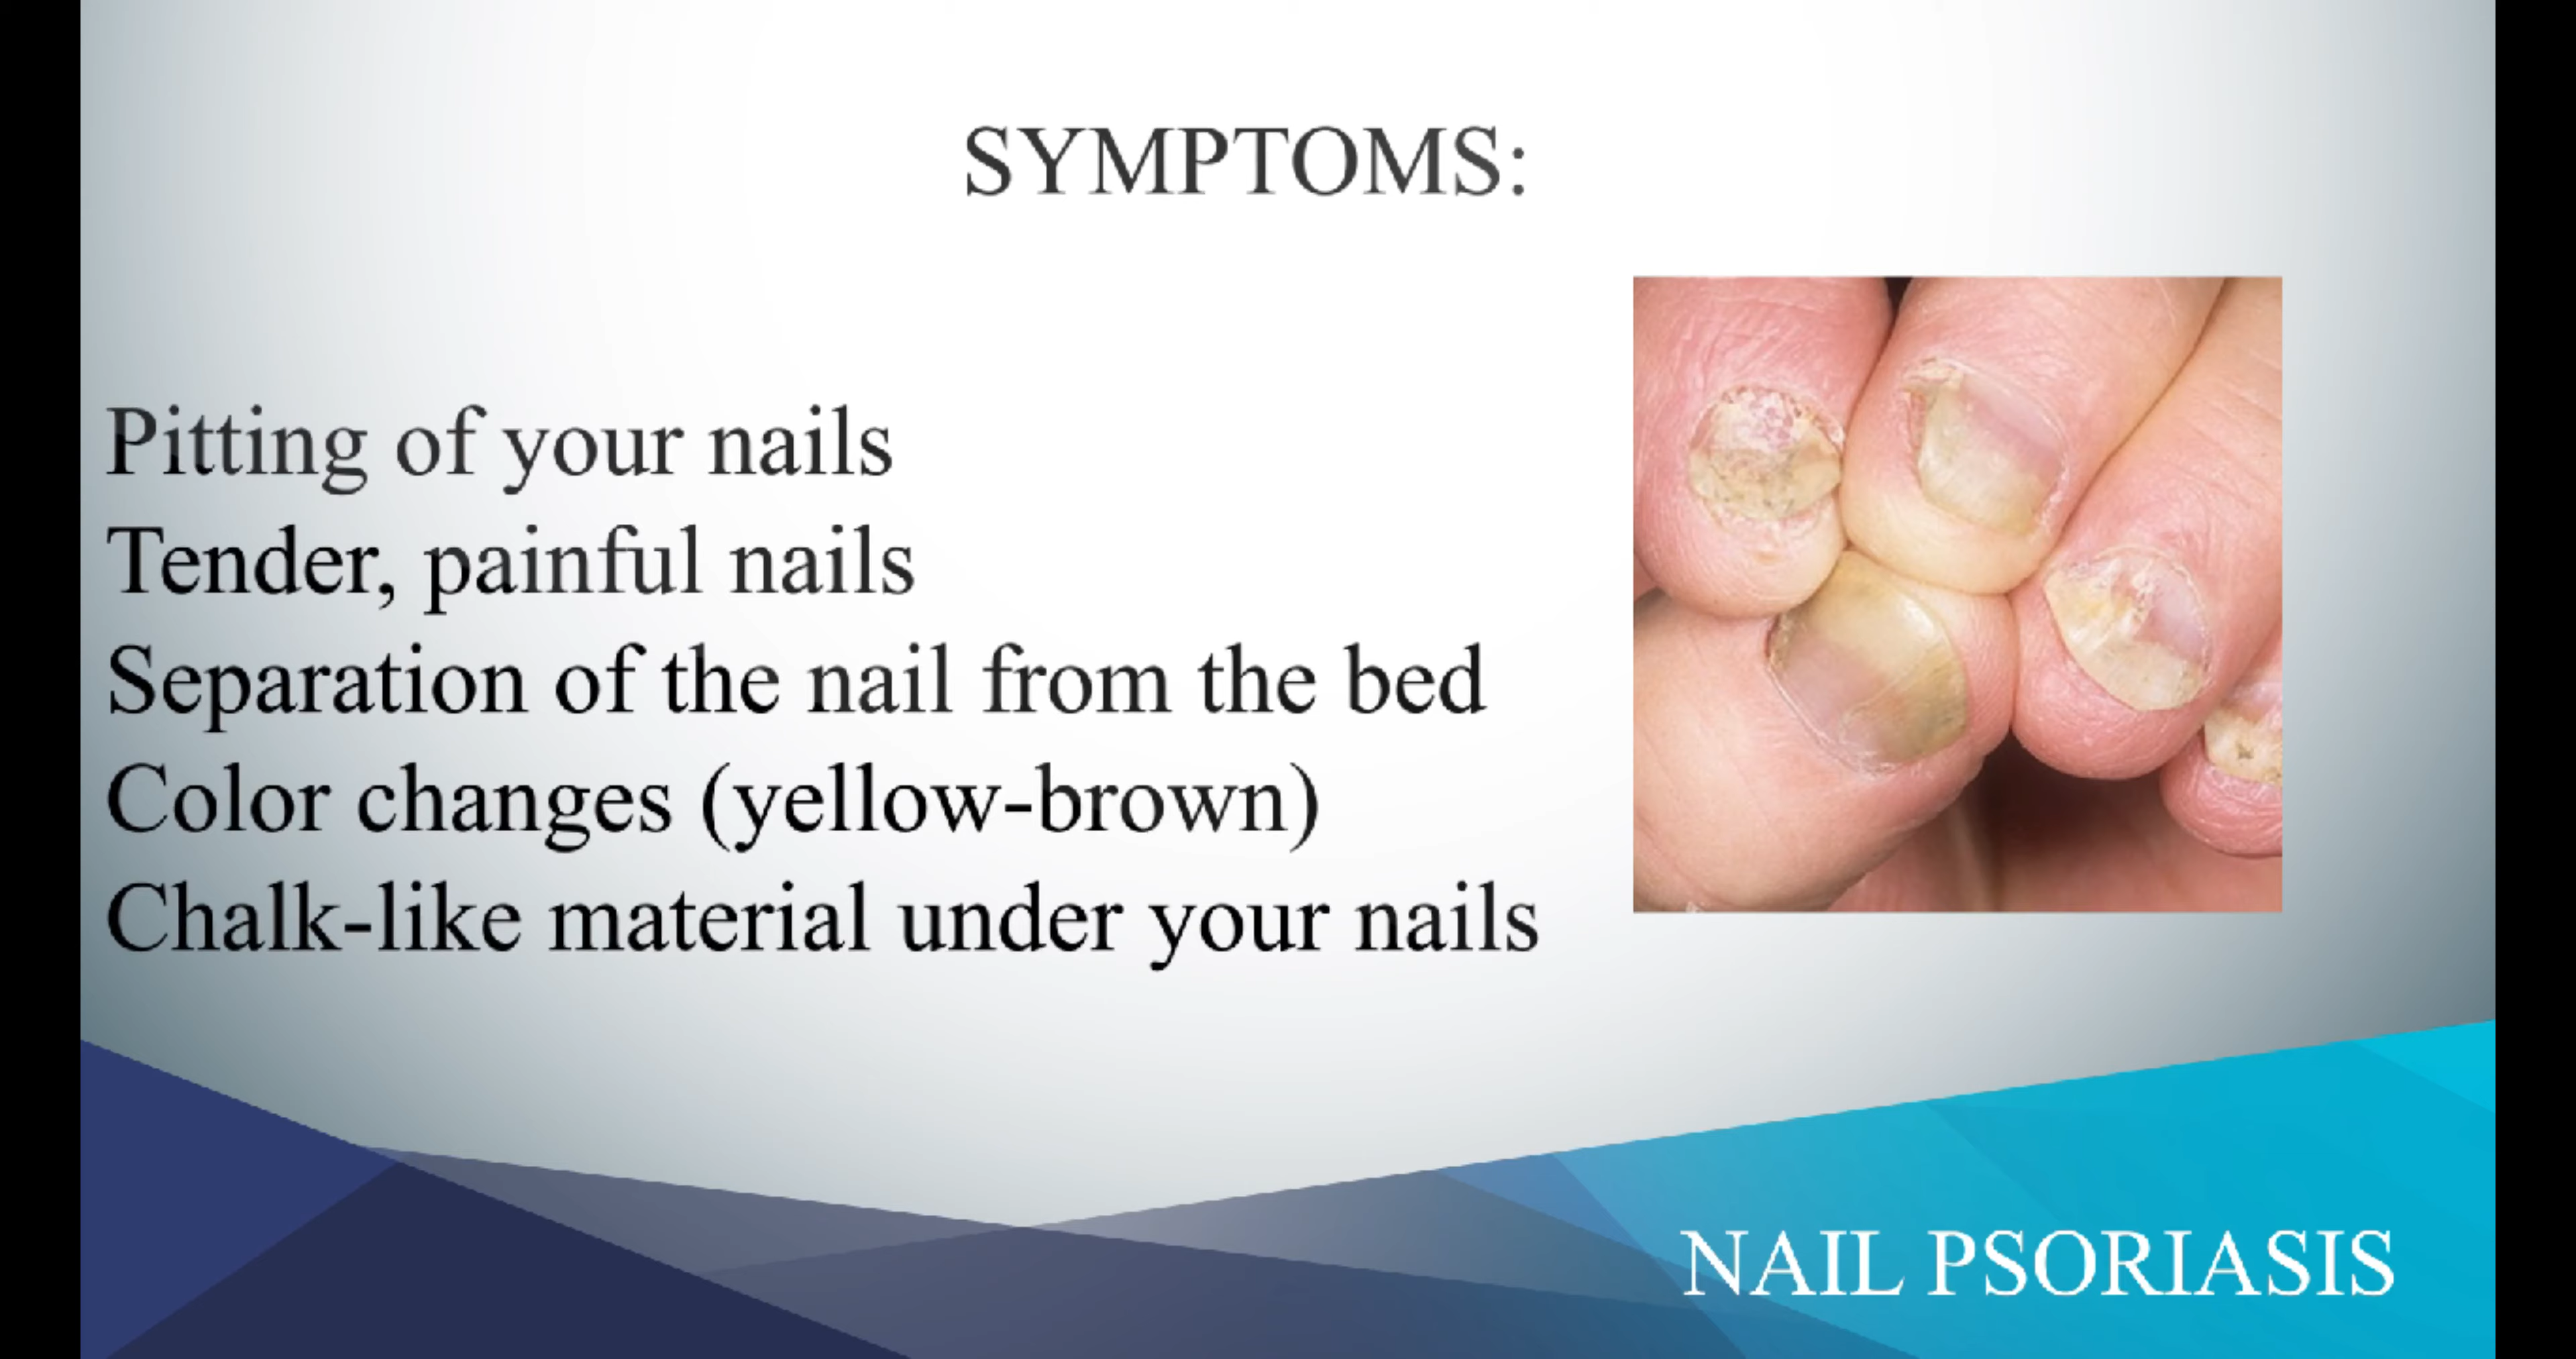 SYMPTOMS:
Pitting of your nails
Tender, painful nails
Separation of the nail from the bed
Color changes (yellow-brown)
Chalk-like material under your nails
NAIL PSORIASIS